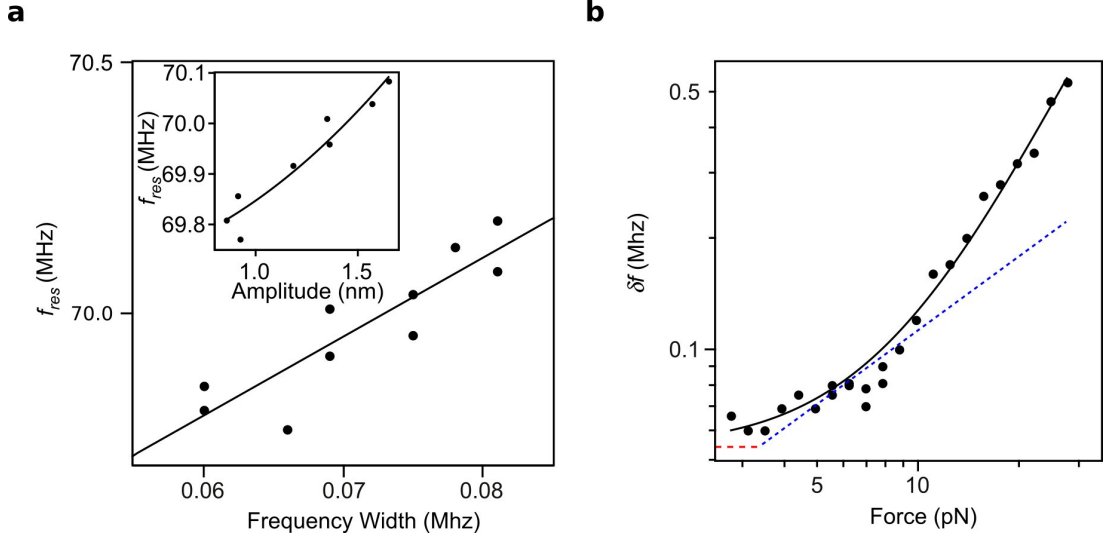 a
70.5
70.0
f_res (MHz)
0.06
0.07
0.08
Frequency Width (Mhz)
70.1
70.0
69.9
69.8
f_res (MHz)
1.0
1.5
Amplitude (nm)
b
0.5
0.1
δf (Mhz)
5
10
Force (pN)